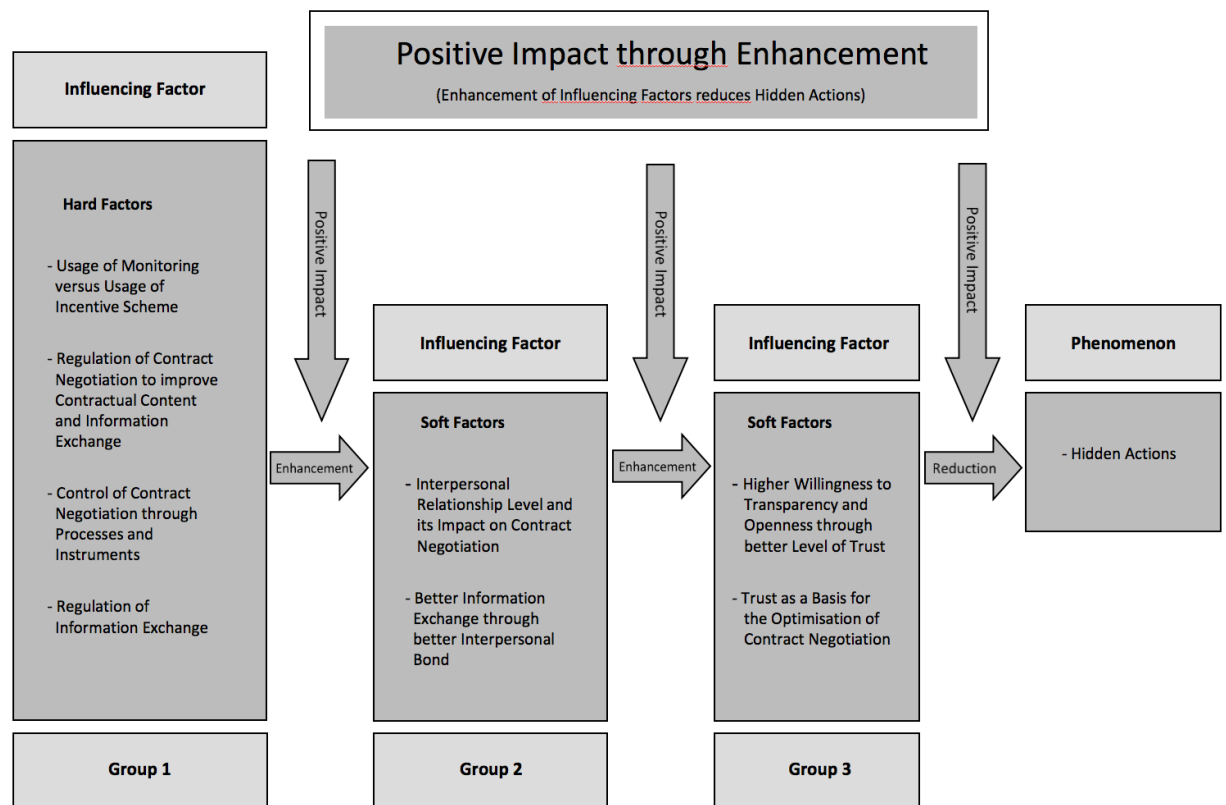 Positive Impact through Enhancement
(Enhancement of Influencing Factors reduces Hidden Actions)
Influencing Factor
Hard Factors
- Usage of Monitoring
versus Usage of
Incentive Scheme
- Regulation of Contract
Negotiation to improve
Contractual Content
and Information
Exchange
- Control of Contract
Negotiation through
Processes and
Instruments
- Regulation of
Information Exchange
Group 1
Positive Impact
Enhancement
Influencing Factor
Soft Factors
- Interpersonal
Relationship Level and
its Impact on Contract
Negotiation
- Better Information
Exchange through
better Interpersonal
Bond
Group 2
Positive Impact
Enhancement
Influencing Factor
Soft Factors
- Higher Willingness to
Transparency and
Openness through
better Level of Trust
- Trust as a Basis for
the Optimisation of
Contract Negotiation
Group 3
Positive Impact
Reduction
Phenomenon
- Hidden Actions